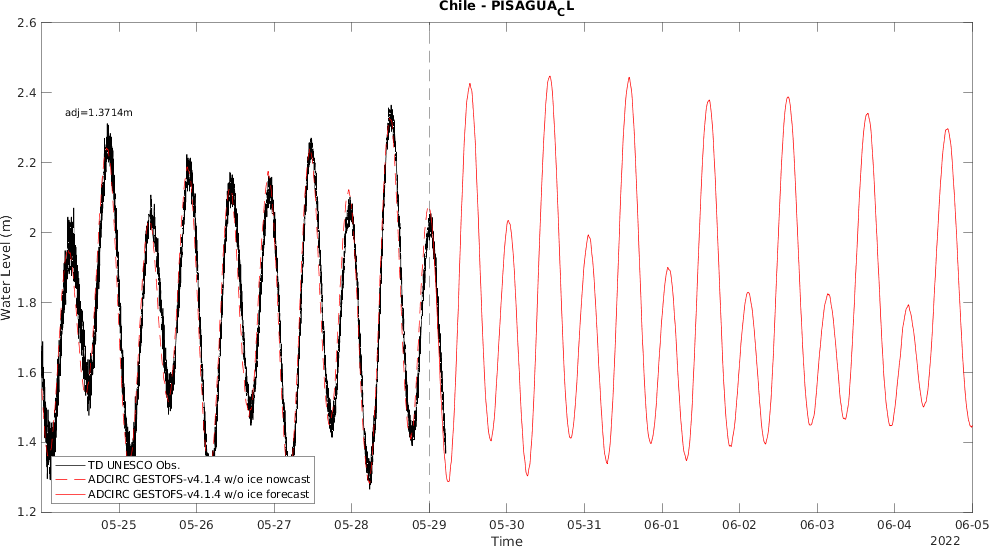 Chile - PISAGUA_CL
2.6
2.4
adj=1.3714m
2.2
2
1.8
1.6
1.4
1.2
Water Level (m)
TD UNESCO Obs.
ADCIRC GESTOFS-v4.1.4 w/o ice nowcast
ADCIRC GESTOFS-v4.1.4 w/o ice forecast
05-25 05-26 05-27 05-28 05-29 05-30 05-31 06-01 06-02 06-03 06-04 06-05
Time
2022